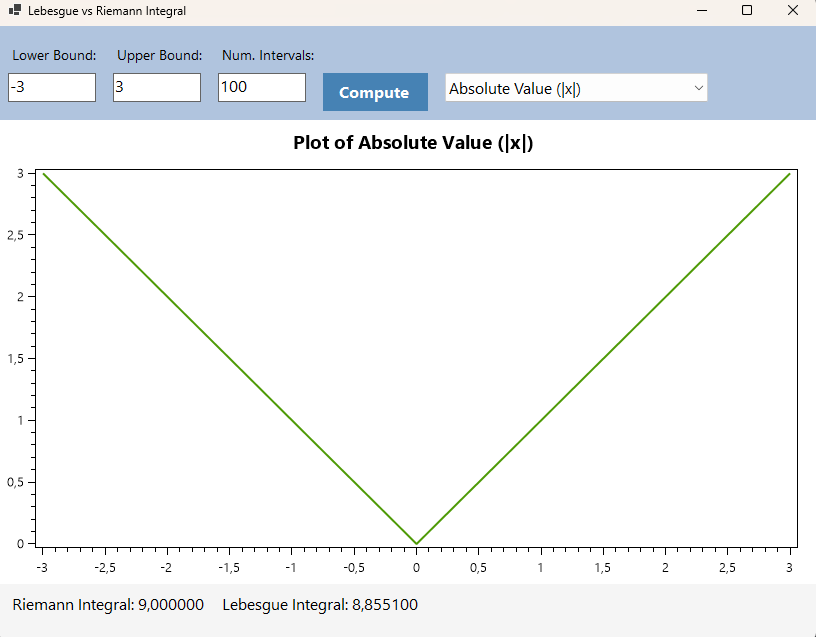 Lebesgue vs Riemann Integral
Lower Bound: Upper Bound: Num. Intervals:
-3 3 100 Compute Absolute Value (|x|)
Plot of Absolute Value (|x|)
3
2,5
2
1,5
1
0,5
0
-3 -2,5 -2 -1,5 -1 -0,5 0 0,5 1 1,5 2 2,5 3
Riemann Integral: 9,000000 Lebesgue Integral: 8,855100